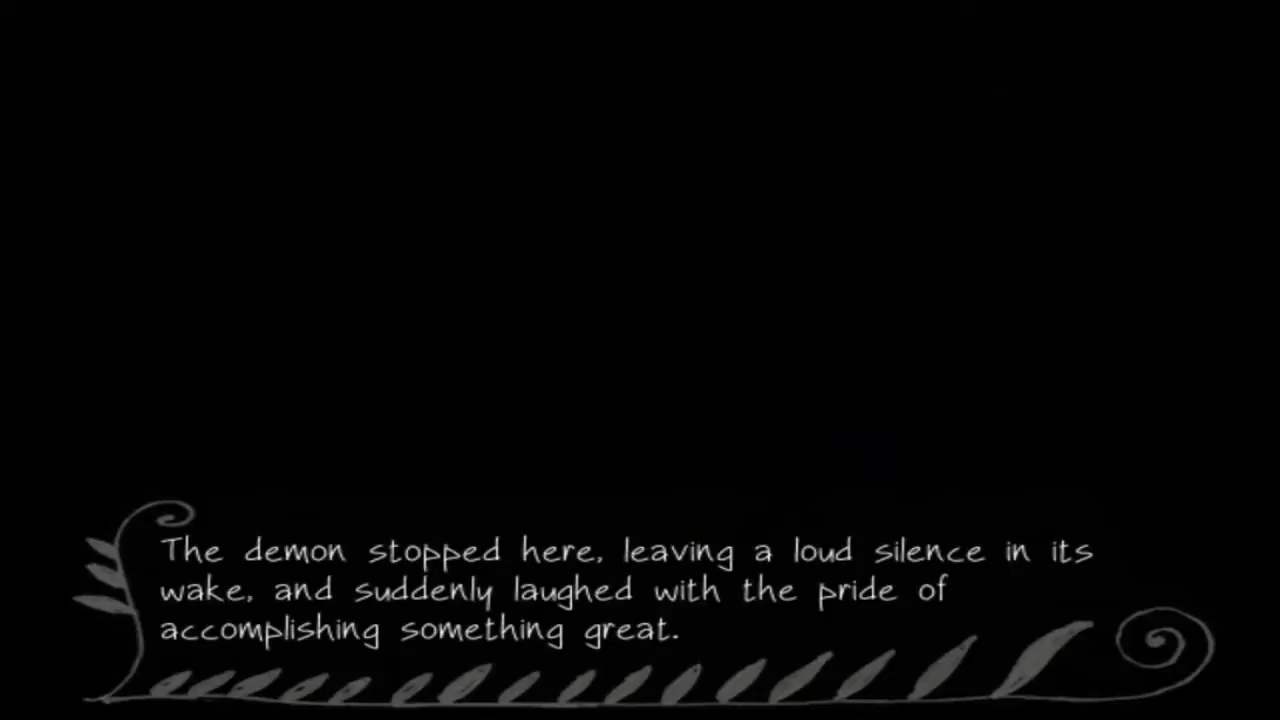 The demon stopped here, leaving a loud silence in its
wake, and suddenly laughed with the pride of
accomplishing something great.